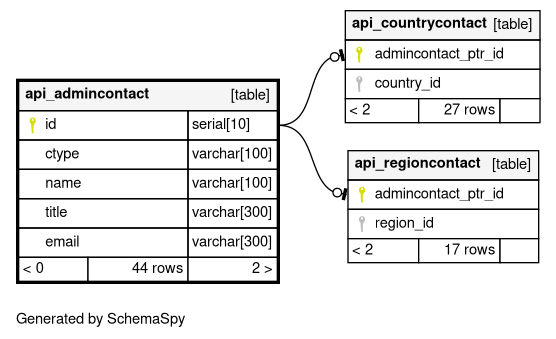 api_countrycontact [table]
admincontact_ptr_id
country_id
< 2 27 rows
api_admincontact [table]
id serial[10]
ctype varchar[100]
name varchar[100]
title varchar[300]
email varchar[300]
< 0 44 rows 2 >
api_regioncontact [table]
admincontact_ptr_id
region_id
< 2 17 rows
Generated by SchemaSpy